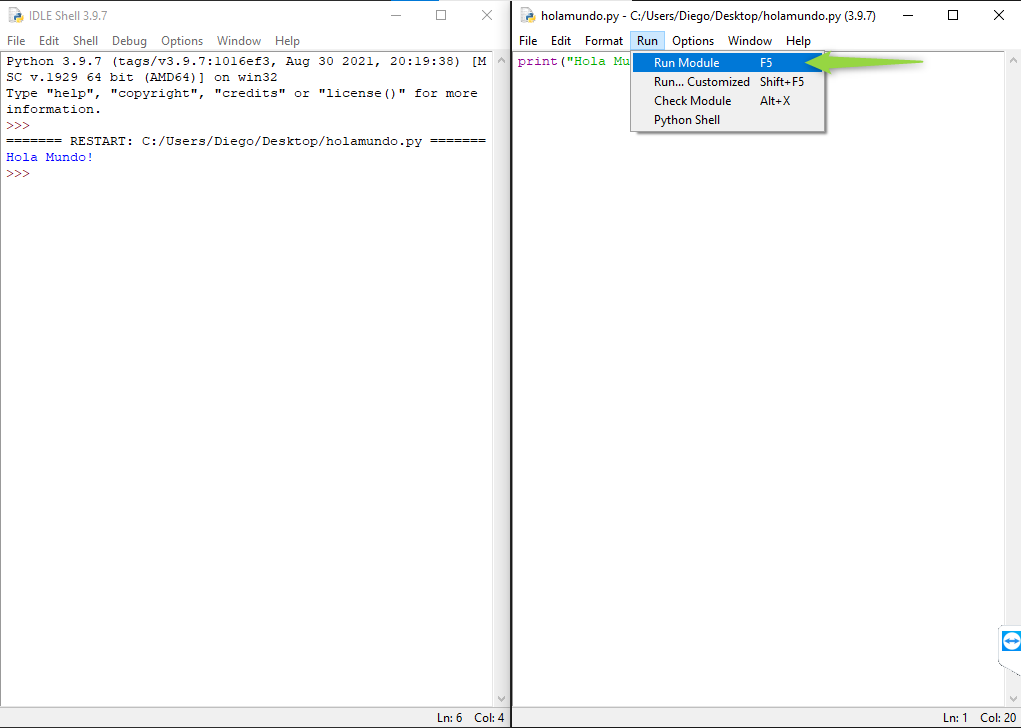 IDLE Shell 3.9.7
File Edit Shell Debug Options Window Help
Python 3.9.7 (tags/v3.9.7:1016ef3, Aug 30 2021, 20:19:38) [M
SC v.1929 64 bit (AMD64)] on win32
Type "help", "copyright", "credits" or "license()" for more
information.
>>>
======= RESTART: C:/Users/Diego/Desktop/holamundo.py =======
Hola Mundo!
>>>
Ln: 6 Col: 4
holamundo.py - C:/Users/Diego/Desktop/holamundo.py (3.9.7)
File Edit Format Run Options Window Help
print("Hola Mu
Run Module F5
Run... Customized Shift+F5
Check Module Alt+X
Python Shell
Ln: 1 Col: 20